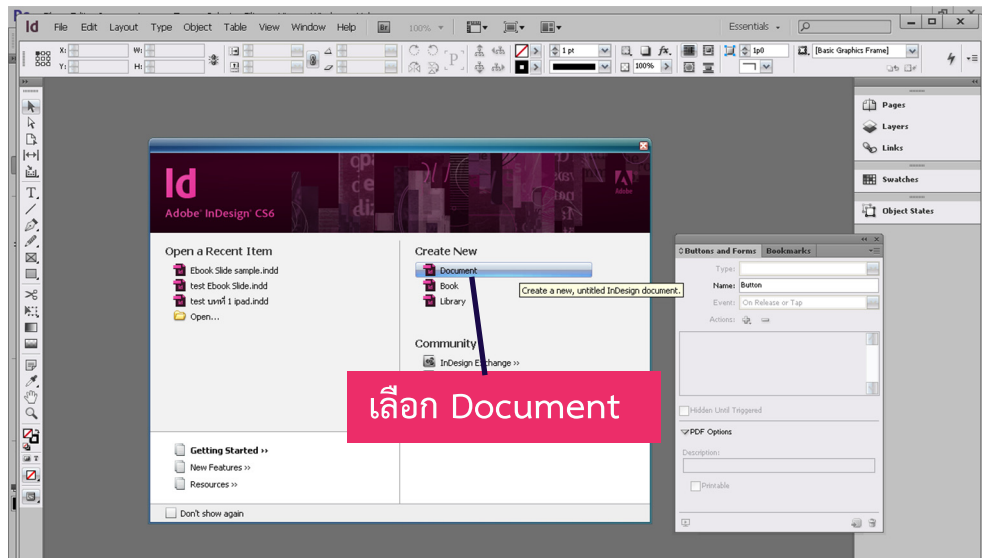 Id File Edit Layout Type Object Table View Window Help Br 100% Essentials
X: W: 1 pt fx. 1p0 [Basic Graphics Frame]
Y: H: P 100%
Pages
Layers
Links
Swatches
Object States
Id
Adobe® InDesign® CS6
Adobe
Open a Recent Item
Ebook Slide sample.indd
test Ebook Slide.indd
test บทที่ 1 ipad.indd
Open...
Create New
Document
Book
Library
Create a new, untitled InDesign document.
Community
InDesign Exchange »
เลือก Document
Getting Started »
New Features »
Resources »
Don't show again
Buttons and Forms Bookmarks
Type:
Name: Button
Event: On Release or Tap
Actions:
Hidden Until Triggered
PDF Options
Description:
Printable